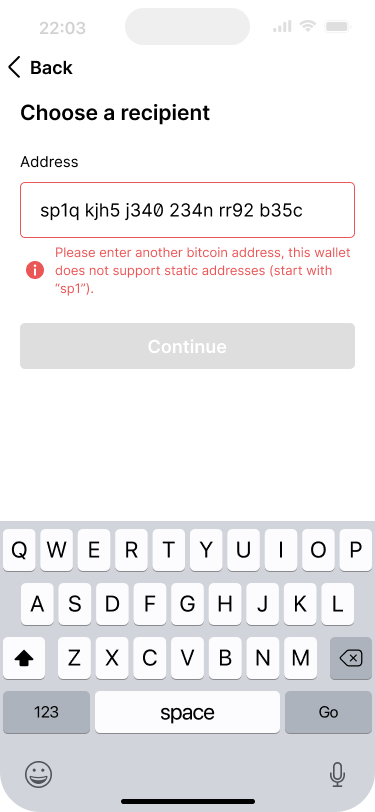 22:03
Back
Choose a recipient
Address
sp1q kjh5 j340 234n rr92 b35c
Please enter another bitcoin address, this wallet
does not support static addresses (start with
“sp1”).
Continue
Q W E R T Y U I O P
A S D F G H J K L
Z X C V B N M
123 space Go